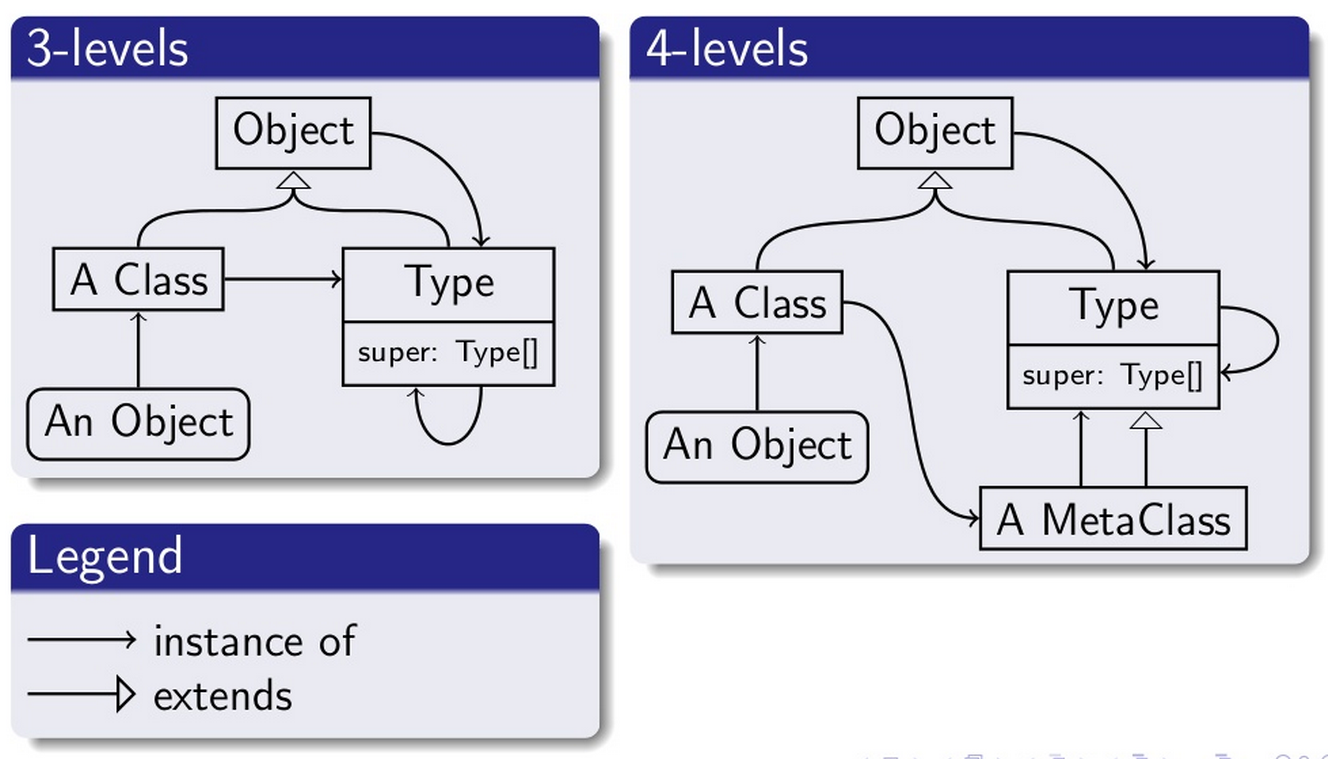 3-levels
Object
A Class
Type
super: Type[]
An Object
Legend
instance of
extends
4-levels
Object
A Class
Type
super: Type[]
An Object
A MetaClass